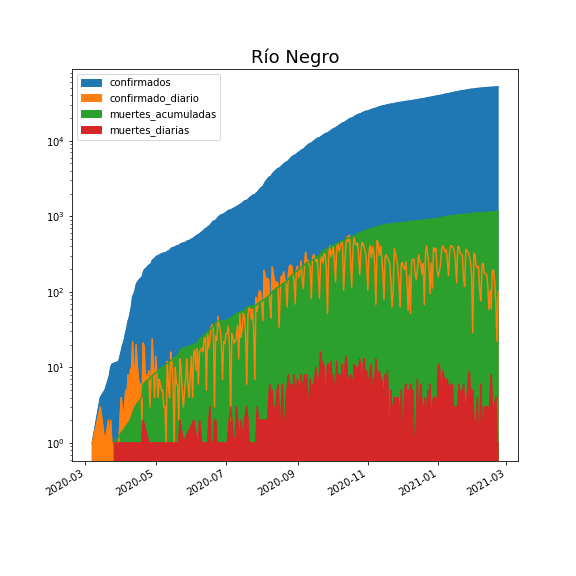 Río Negro
confirmados
confirmado_diario
muertes_acumuladas
muertes_diarias
10⁴
10³
10²
10¹
10⁰
2020-03
2020-05
2020-07
2020-09
2020-11
2021-01
2021-03